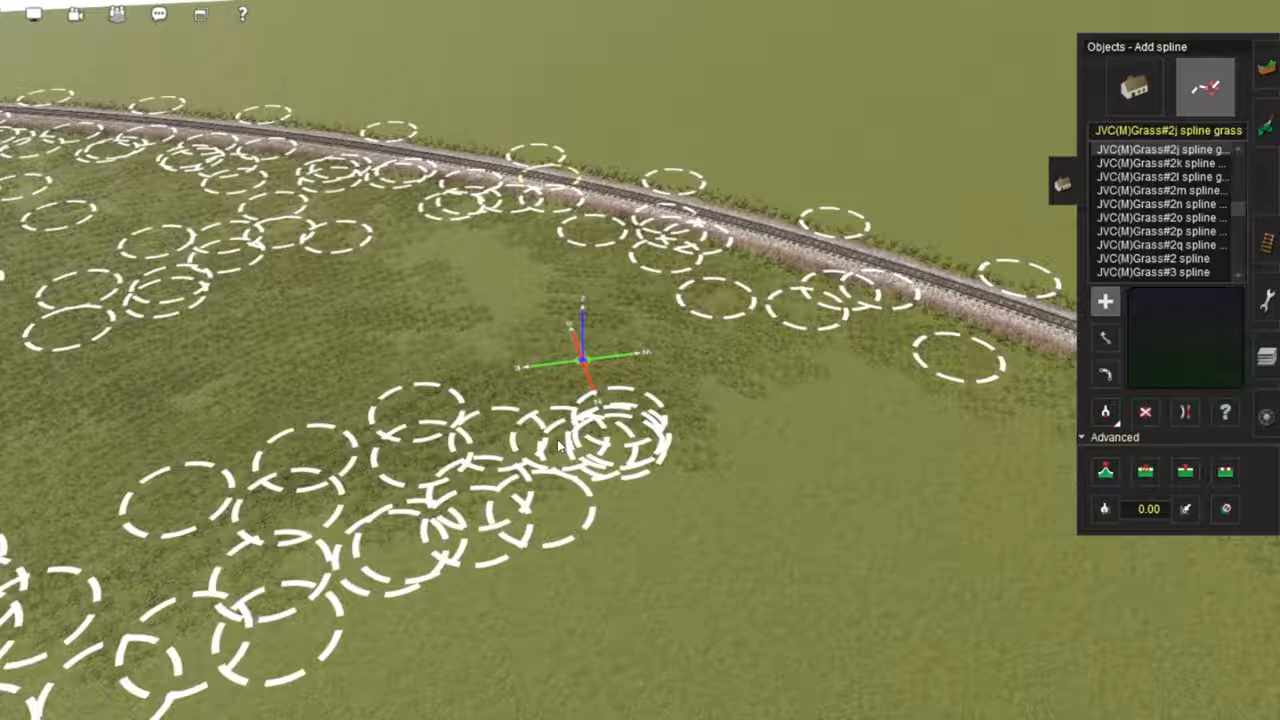 ?
Objects - Add spline
JVC(M)Grass#2j spline grass
JVC(M)Grass#2j spline g...
JVC(M)Grass#2k spline ...
JVC(M)Grass#2l spline g...
JVC(M)Grass#2m spline...
JVC(M)Grass#2n spline ...
JVC(M)Grass#2o spline ...
JVC(M)Grass#2p spline ...
JVC(M)Grass#2q spline ...
JVC(M)Grass#2 spline
JVC(M)Grass#3 spline
?
Advanced
0.00